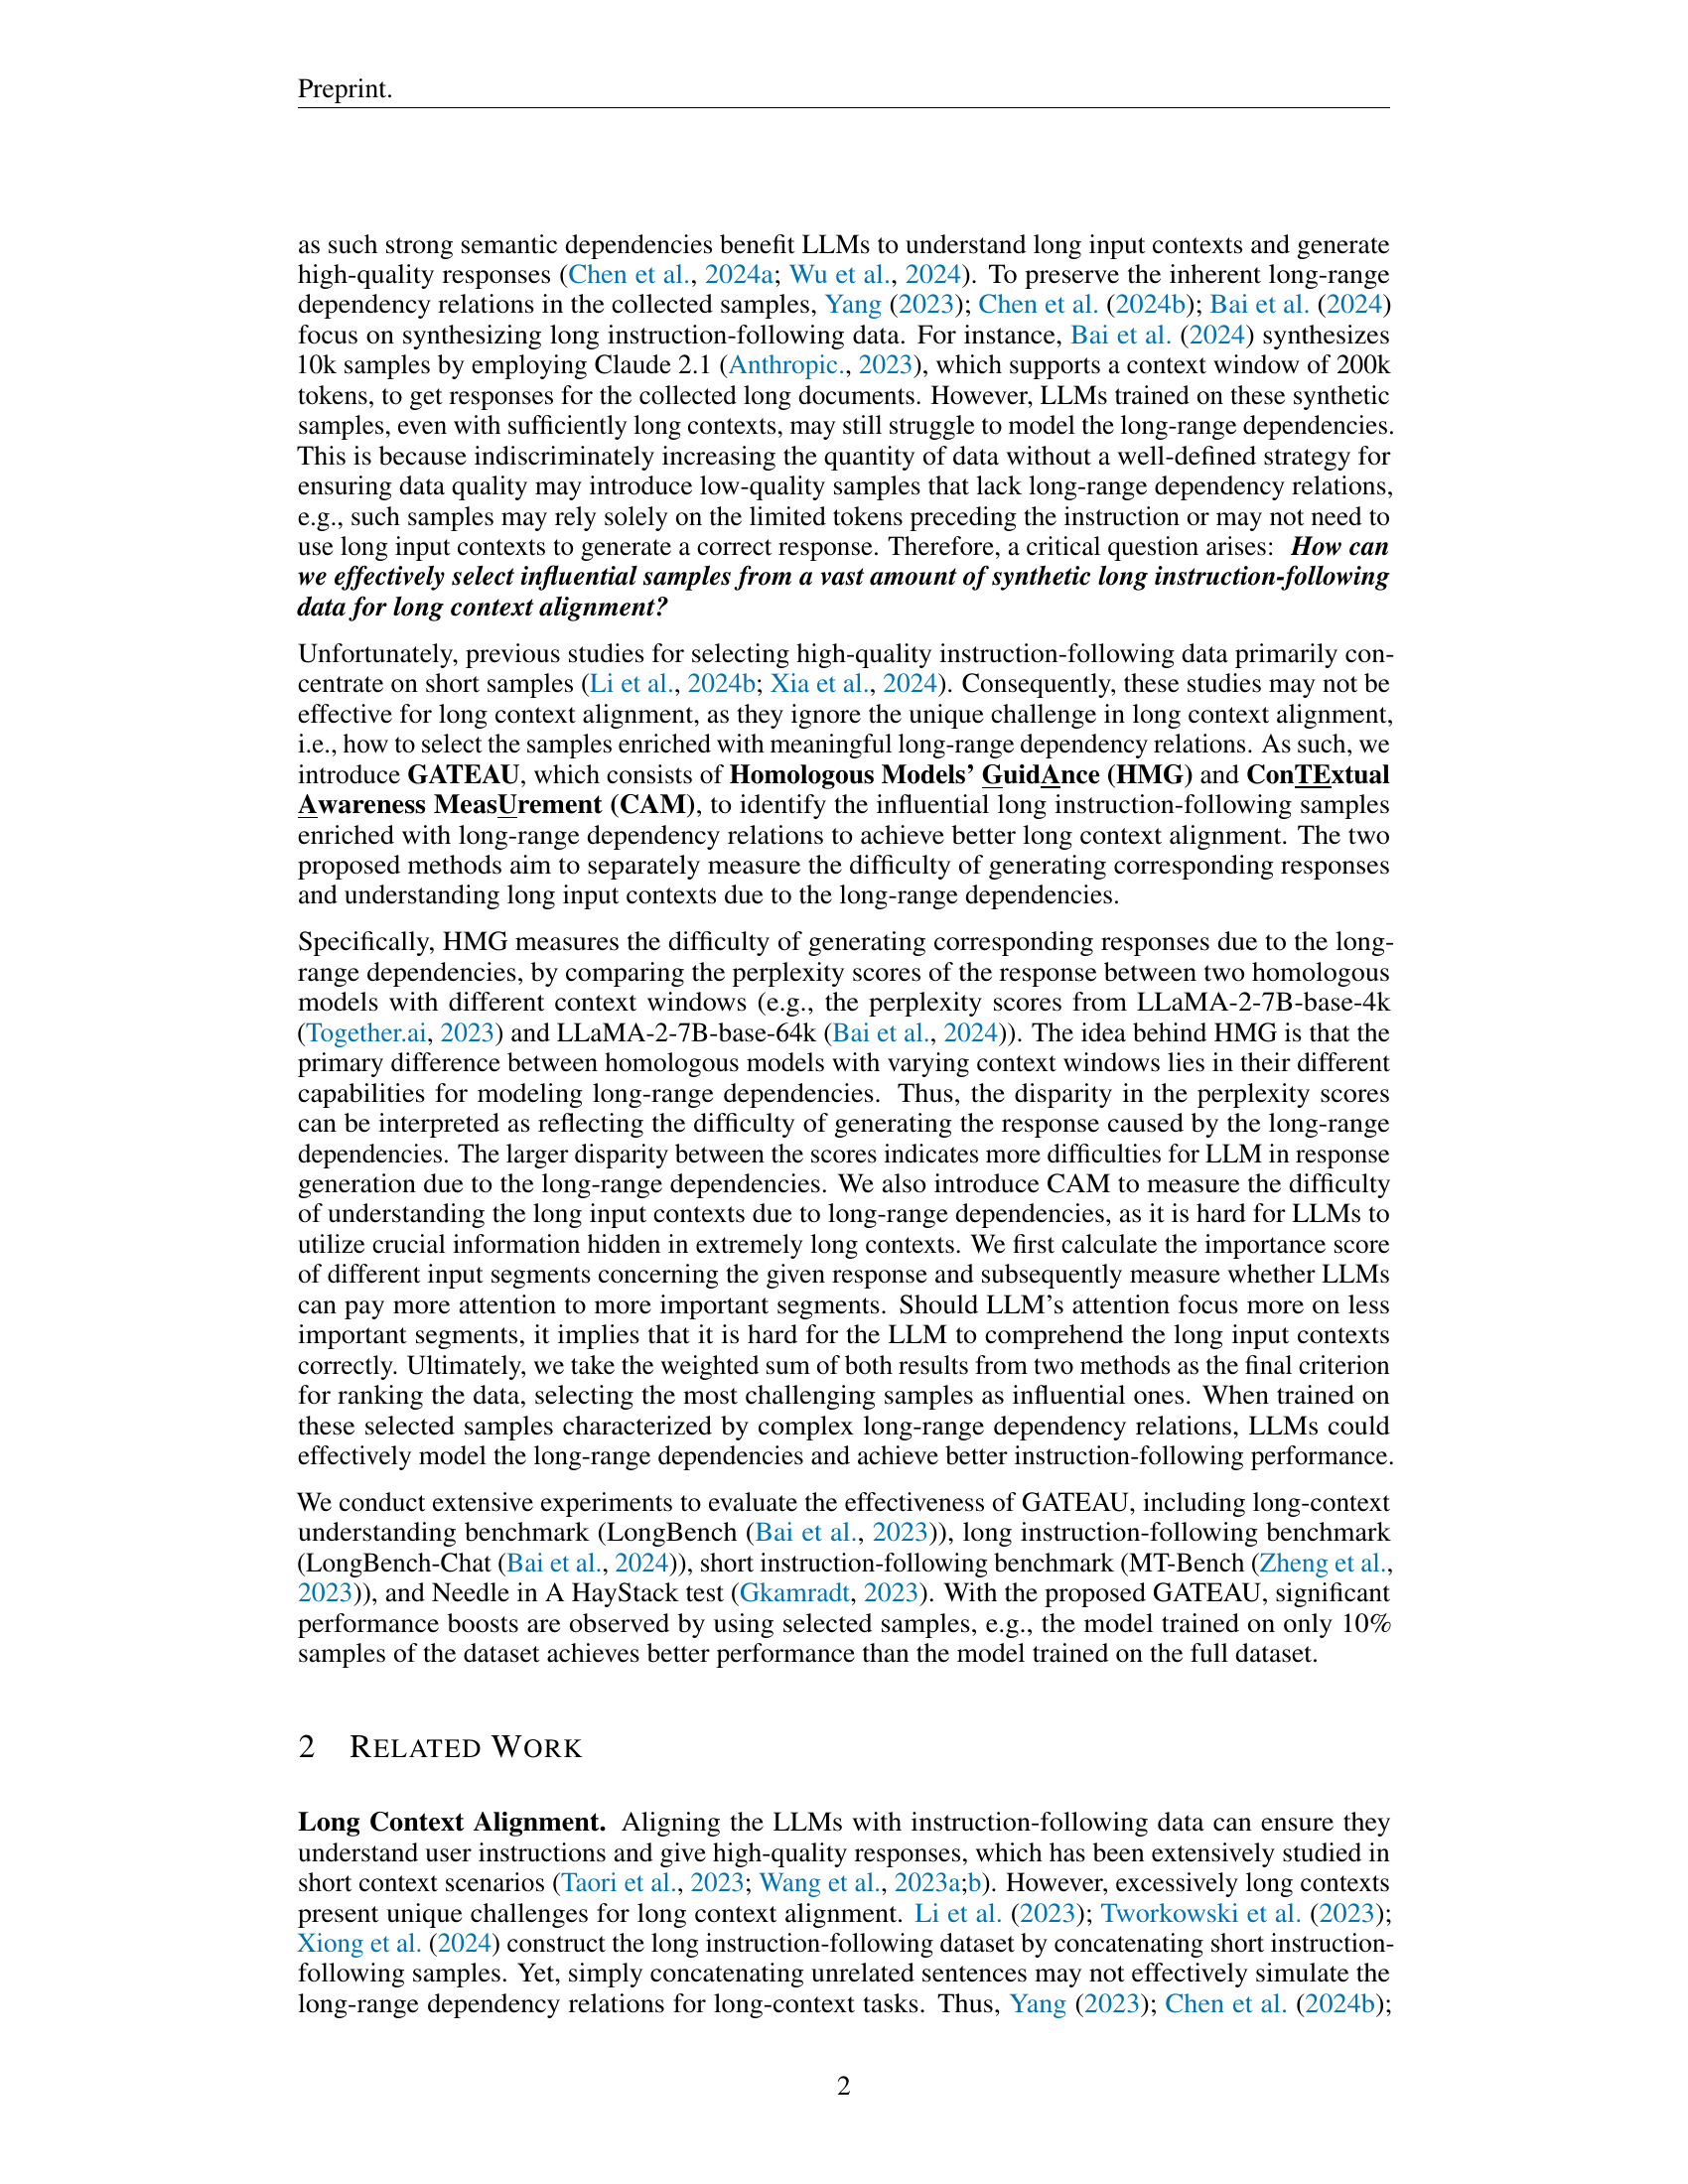 Preprint.
as such strong semantic dependencies benefit LLMs to understand long input contexts and generate
high-quality responses (Chen et al., 2024a; Wu et al., 2024). To preserve the inherent long-range
dependency relations in the collected samples, Yang (2023); Chen et al. (2024b); Bai et al. (2024)
focus on synthesizing long instruction-following data. For instance, Bai et al. (2024) synthesizes
10k samples by employing Claude 2.1 (Anthropic., 2023), which supports a context window of 200k
tokens, to get responses for the collected long documents. However, LLMs trained on these synthetic
samples, even with sufficiently long contexts, may still struggle to model the long-range dependencies.
This is because indiscriminately increasing the quantity of data without a well-defined strategy for
ensuring data quality may introduce low-quality samples that lack long-range dependency relations,
e.g., such samples may rely solely on the limited tokens preceding the instruction or may not need to
use long input contexts to generate a correct response. Therefore, a critical question arises: How can
we effectively select influential samples from a vast amount of synthetic long instruction-following
data for long context alignment?
Unfortunately, previous studies for selecting high-quality instruction-following data primarily con-
centrate on short samples (Li et al., 2024b; Xia et al., 2024). Consequently, these studies may not be
effective for long context alignment, as they ignore the unique challenge in long context alignment,
i.e., how to select the samples enriched with meaningful long-range dependency relations. As such, we
introduce GATEAU, which consists of Homologous Models' GuidAnce (HMG) and ConTExtual
Awareness MeasUrement (CAM), to identify the influential long instruction-following samples
enriched with long-range dependency relations to achieve better long context alignment. The two
proposed methods aim to separately measure the difficulty of generating corresponding responses
and understanding long input contexts due to the long-range dependencies.
Specifically, HMG measures the difficulty of generating corresponding responses due to the long-
range dependencies, by comparing the perplexity scores of the response between two homologous
models with different context windows (e.g., the perplexity scores from LLaMA-2-7B-base-4k
(Together.ai, 2023) and LLaMA-2-7B-base-64k (Bai et al., 2024)). The idea behind HMG is that the
primary difference between homologous models with varying context windows lies in their different
capabilities for modeling long-range dependencies. Thus, the disparity in the perplexity scores
can be interpreted as reflecting the difficulty of generating the response caused by the long-range
dependencies. The larger disparity between the scores indicates more difficulties for LLM in response
generation due to the long-range dependencies. We also introduce CAM to measure the difficulty
of understanding the long input contexts due to long-range dependencies, as it is hard for LLMs to
utilize crucial information hidden in extremely long contexts. We first calculate the importance score
of different input segments concerning the given response and subsequently measure whether LLMs
can pay more attention to more important segments. Should LLM's attention focus more on less
important segments, it implies that it is hard for the LLM to comprehend the long input contexts
correctly. Ultimately, we take the weighted sum of both results from two methods as the final criterion
for ranking the data, selecting the most challenging samples as influential ones. When trained on
these selected samples characterized by complex long-range dependency relations, LLMs could
effectively model the long-range dependencies and achieve better instruction-following performance.
We conduct extensive experiments to evaluate the effectiveness of GATEAU, including long-context
understanding benchmark (LongBench (Bai et al., 2023)), long instruction-following benchmark
(LongBench-Chat (Bai et al., 2024)), short instruction-following benchmark (MT-Bench (Zheng et al.,
2023)), and Needle in A HayStack test (Gkamradt, 2023). With the proposed GATEAU, significant
performance boosts are observed by using selected samples, e.g., the model trained on only 10%
samples of the dataset achieves better performance than the model trained on the full dataset.
2 RELATED WORK
Long Context Alignment. Aligning the LLMs with instruction-following data can ensure they
understand user instructions and give high-quality responses, which has been extensively studied in
short context scenarios (Taori et al., 2023; Wang et al., 2023a;b). However, excessively long contexts
present unique challenges for long context alignment. Li et al. (2023); Tworkowski et al. (2023);
Xiong et al. (2024) construct the long instruction-following dataset by concatenating short instruction-
following samples. Yet, simply concatenating unrelated sentences may not effectively simulate the
long-range dependency relations for long-context tasks. Thus, Yang (2023); Chen et al. (2024b);
2